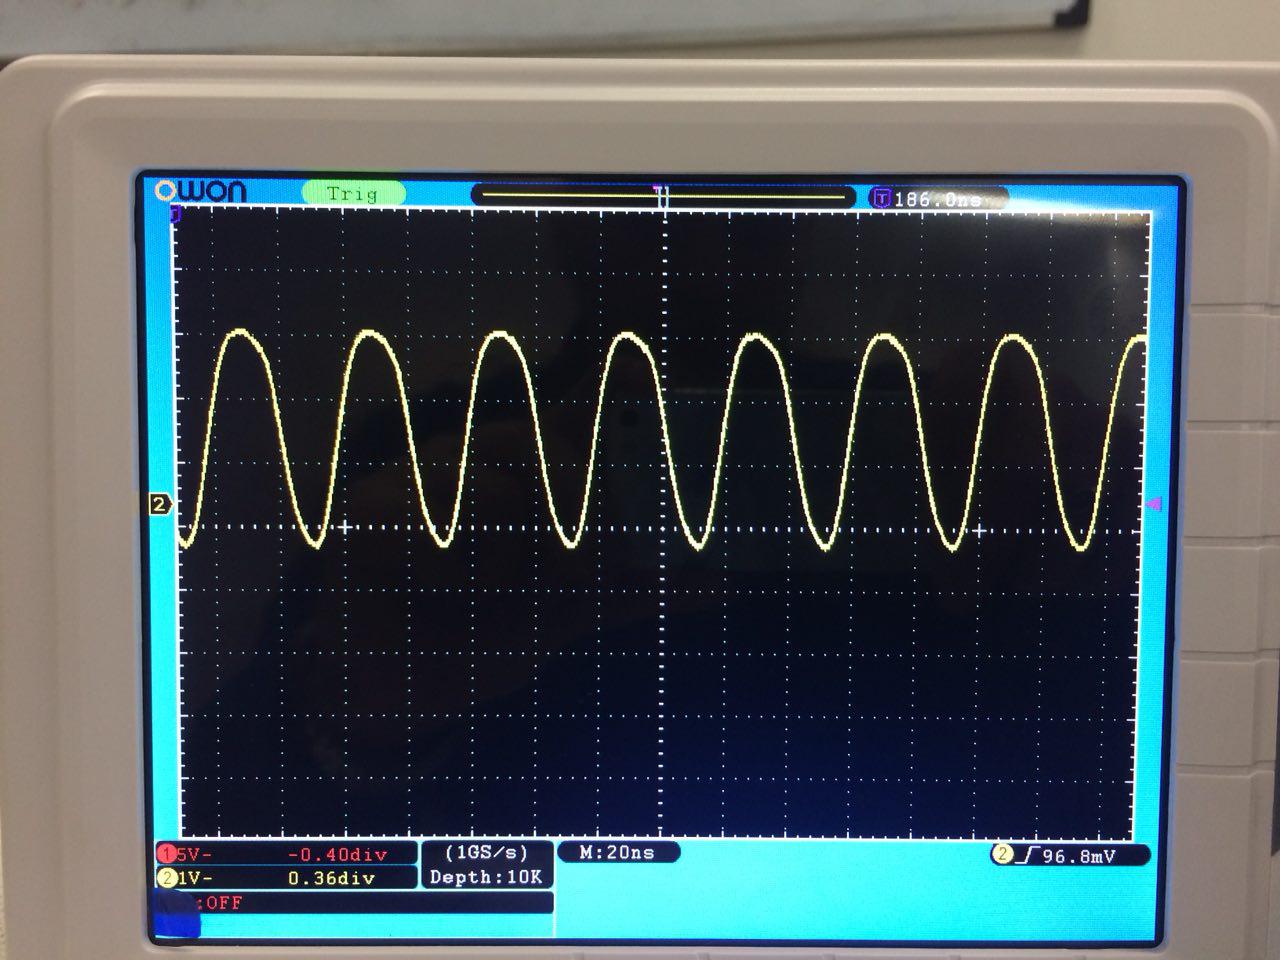 OWON Trig T 186.0ns
2
1 5V- -0.40div (1GS/s) M:20ns 2 96.8mV
2 1V- 0.36div Depth:10K
:OFF